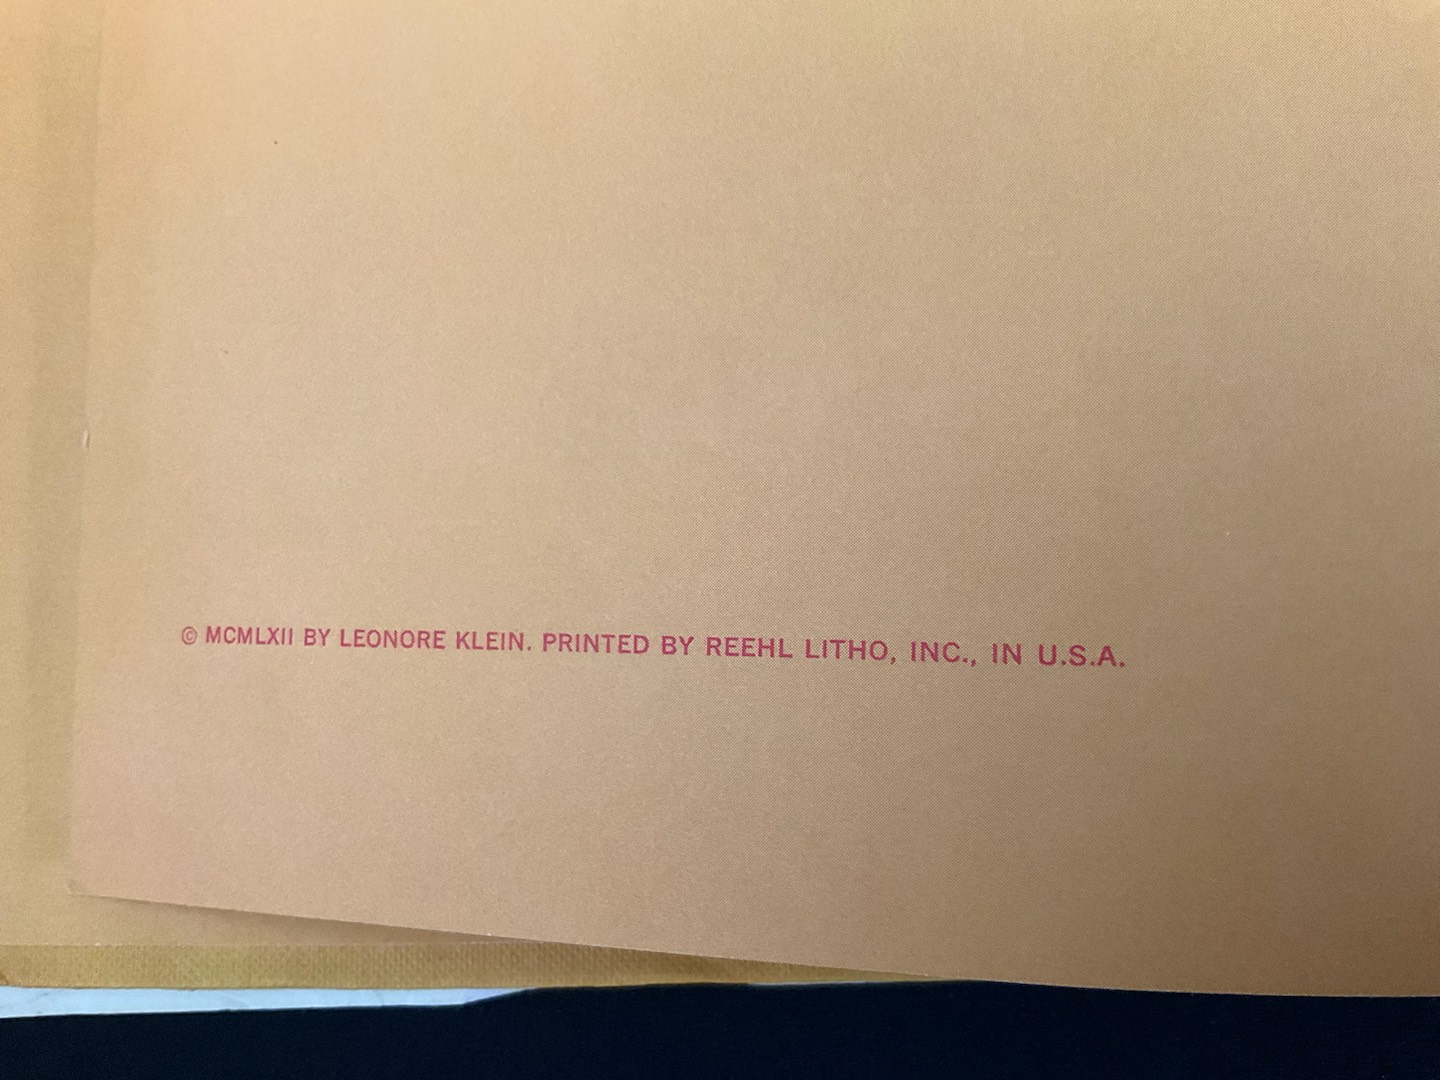 © MCMLXII BY LEONORE KLEIN. PRINTED BY REEHL LITHO, INC., IN U.S.A.